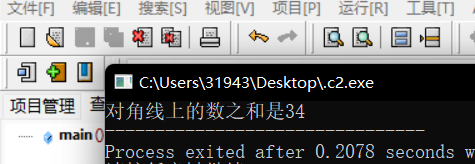 文件[F] 编辑[E] 搜索[S] 视图[V] 项目[P] 运行[R] 工具[T]
C:\Users\31943\Desktop\.c2.exe
项目管理 查
对角线上的数之和是34
--------------------------------
main()
Process exited after 0.2078 seconds w